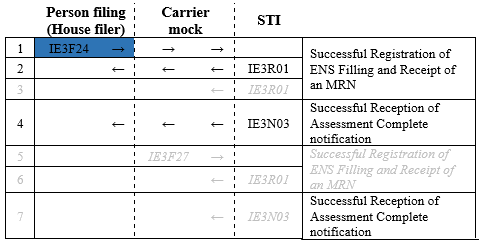 Person filing Carrier STI
(House filer) mock
1 IE3F24 → → → Successful Registration of
2 ← ← ← IE3R01 ENS Filling and Receipt of
3 ← IE3R01 an MRN
4 ← ← ← IE3N03 Successful Reception of
Assessment Complete
notification
5 IE3F27 → Successful Registration of
6 ← IE3R01 ENS Filling and Receipt of
an MRN
7 ← IE3N03 Successful Reception of
Assessment Complete
notification